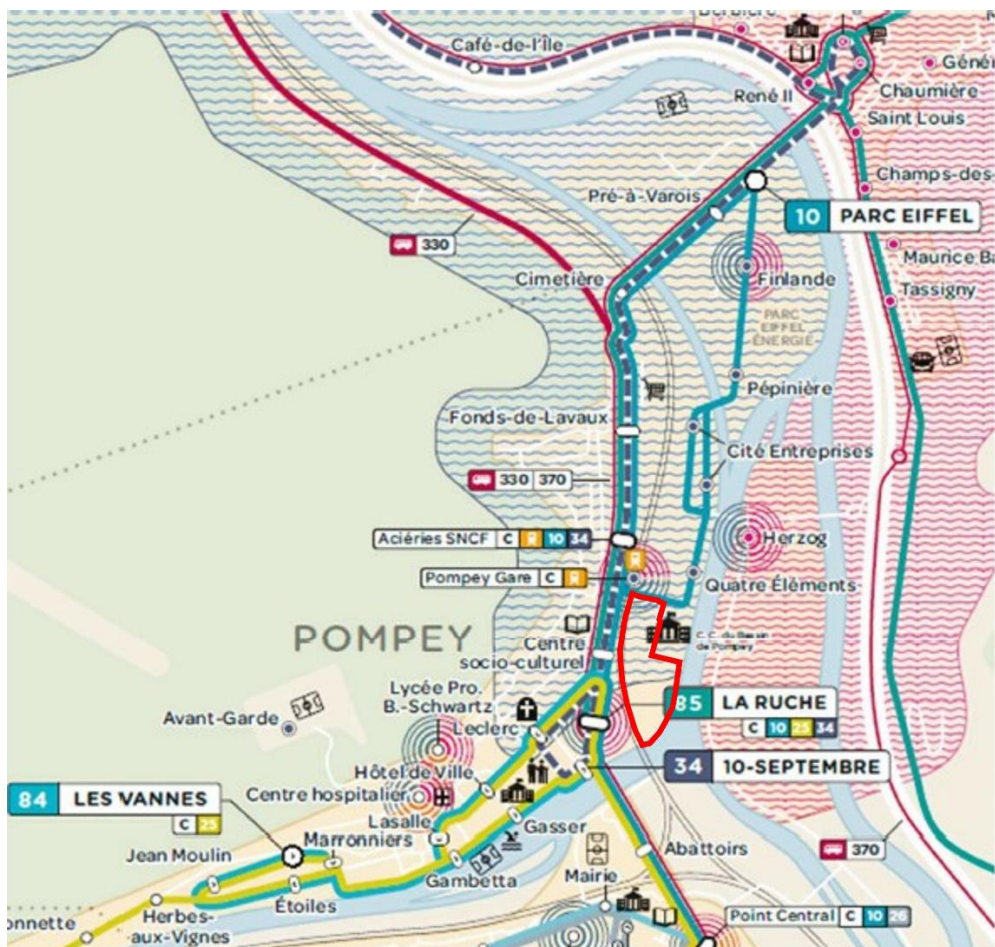 Café-de-l'Île
René II
Chaumière
Saint Louis
Pré-à-Varois
Champs-des-
10 PARC EIFFEL
330
Maurice Ba
Cimetière
Finlande
Tassigny
PARC
EIFFEL
ÉNERGIE
Pépinière
Fonds-de-Lavaux
Cité Entreprises
330 370
Aciéries SNCF C 10 34
Herzog
Pompey Gare C
Quatre Éléments
POMPEY
Centre
socio-culturel
C.C. du Bassin
de Pompey
Lycée Pro.
B.-Schwartz
85 LA RUCHE
C 10 25 34
Avant-Garde
Leclerc
Hôtel de Ville
34 10-SEPTEMBRE
84 LES VANNES
C 25
Centre hospitalier
Lasalle
Marronniers
Gasser
Jean Moulin
Abattoirs
370
Gambetta
Mairie
Étoiles
onnette
Herbes-
aux-Vignes
Point Central C 10 26